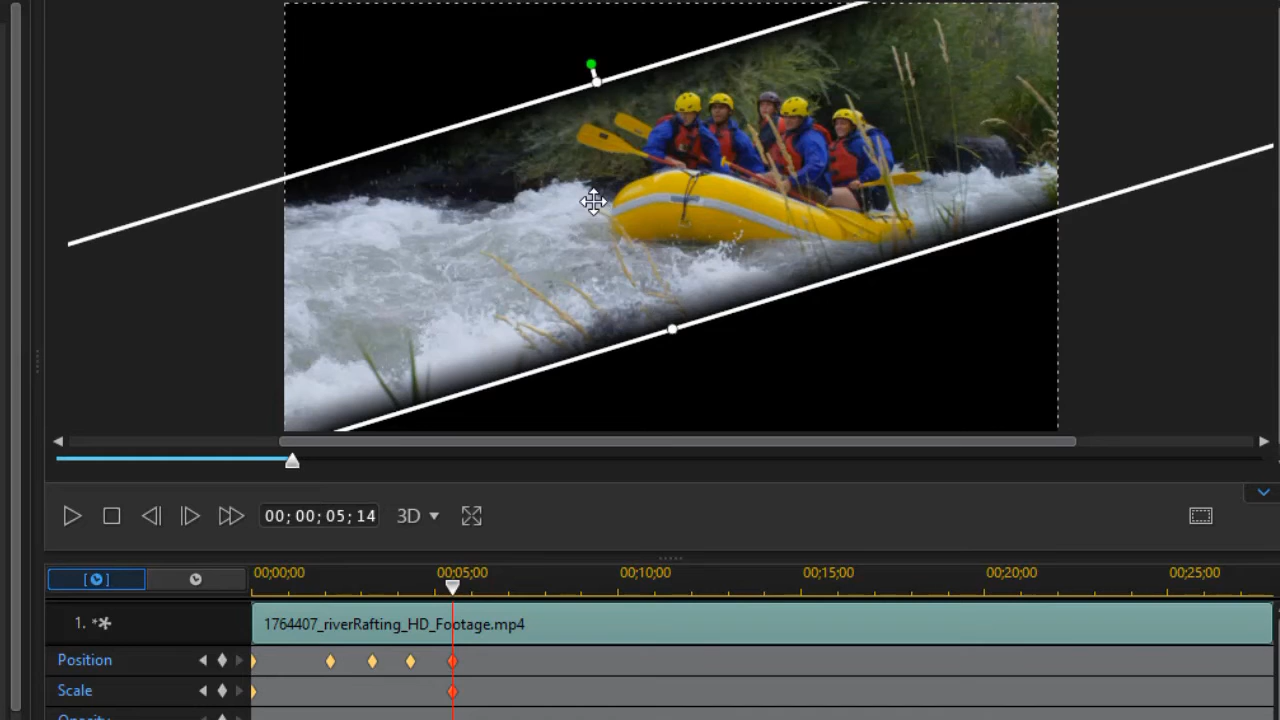 00;00;05;14 3D
00;00;00 00;05;00 00;10;00 00;15;00 00;20;00 00;25;00
1. *✱ 1764407_riverRafting_HD_Footage.mp4
Position
Scale
Opacity